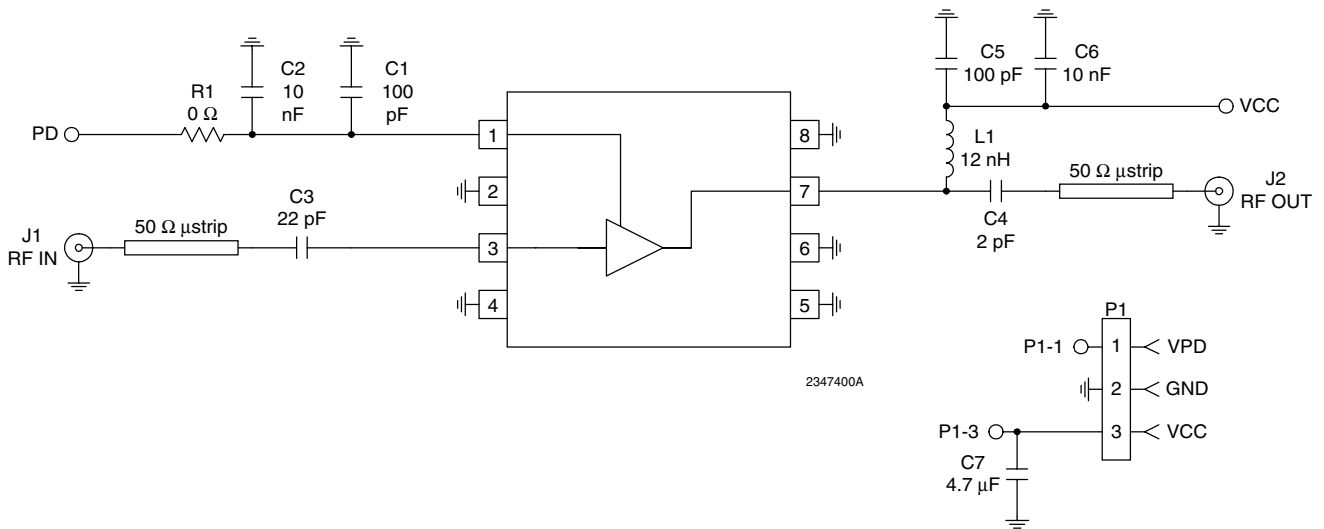 C5
100 pF
C6
10 nF
VCC
C2
10
nF
C1
100
pF
R1
0 Ω
PD
1
8
L1
12 nH
2
7
50 Ω μstrip
J2
RF OUT
C3
22 pF
C4
2 pF
50 Ω μstrip
J1
RF IN
3
6
4
5
2347400A
P1
P1-1
1
VPD
2
GND
P1-3
3
VCC
C7
4.7 μF